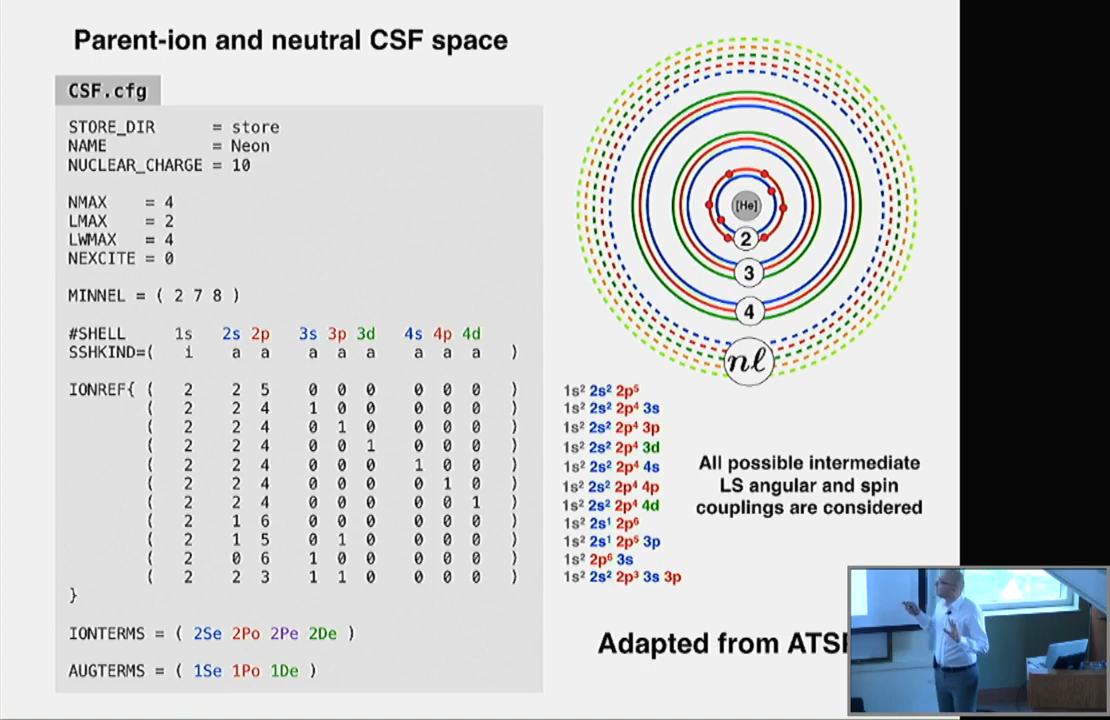 Parent-ion and neutral CSF space
CSF.cfg
STORE_DIR = store
NAME = Neon
NUCLEAR_CHARGE = 10
NMAX = 4
LMAX = 2
LWMAX = 4
NEXCITE = 0
MINNEL = ( 2 7 8 )
#SHELL 1s 2s 2p 3s 3p 3d 4s 4p 4d
SSHKIND=( i a a a a a a a a )
IONREF{ ( 2 2 5 0 0 0 0 0 0 )
( 2 2 4 1 0 0 0 0 0 )
( 2 2 4 0 1 0 0 0 0 )
( 2 2 4 0 0 1 0 0 0 )
( 2 2 4 0 0 0 1 0 0 )
( 2 2 4 0 0 0 0 1 0 )
( 2 2 4 0 0 0 0 0 1 )
( 2 1 6 0 0 0 0 0 0 )
( 2 1 5 0 1 0 0 0 0 )
( 2 0 6 1 0 0 0 0 0 )
( 2 2 3 1 1 0 0 0 0 )
}
IONTERMS = ( 2Se 2Po 2Pe 2De )
AUGTERMS = ( 1Se 1Po 1De )
[He]
2
3
4
nℓ
1s² 2s² 2p⁵
1s² 2s² 2p⁴ 3s
1s² 2s² 2p⁴ 3p
1s² 2s² 2p⁴ 3d
1s² 2s² 2p⁴ 4s
1s² 2s² 2p⁴ 4p
1s² 2s² 2p⁴ 4d
1s² 2s¹ 2p⁶
1s² 2s¹ 2p⁵ 3p
1s² 2p⁶ 3s
1s² 2s² 2p³ 3s 3p
All possible intermediate
LS angular and spin
couplings are considered
Adapted from